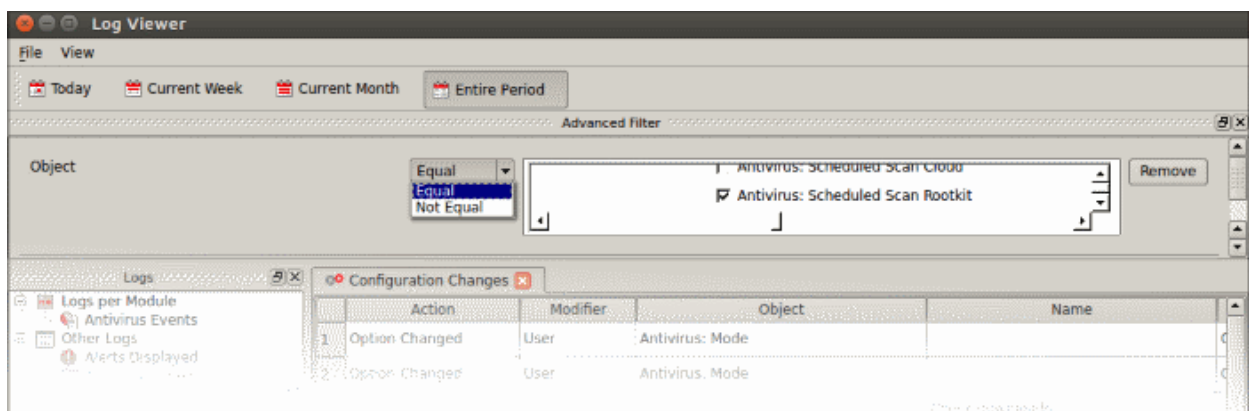 Log Viewer
File View
Today Current Week Current Month Entire Period
Advanced Filter
Object
Equal
Equal
Not Equal
Antivirus: Scheduled Scan Cloud
Antivirus: Scheduled Scan Rootkit
Remove
Logs
Logs per Module
Antivirus Events
Other Logs
Alerts Displayed
Configuration Changes
Action Modifier Object Name
1 Option Changed User Antivirus: Mode
2 Option Changed User Antivirus: Mode